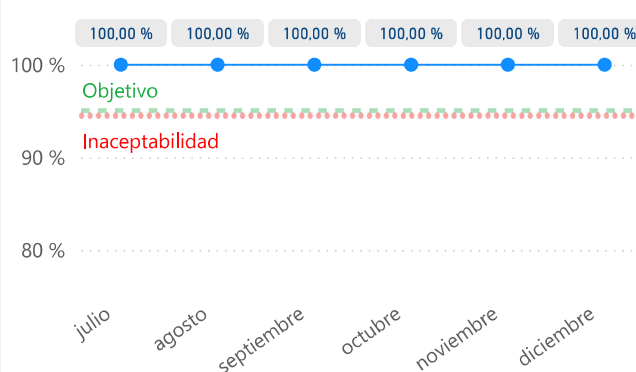 100,00 % 100,00 % 100,00 % 100,00 % 100,00 % 100,00 %
100 %
Objetivo
Inaceptabilidad
90 %
80 %
julio agosto septiembre octubre noviembre diciembre